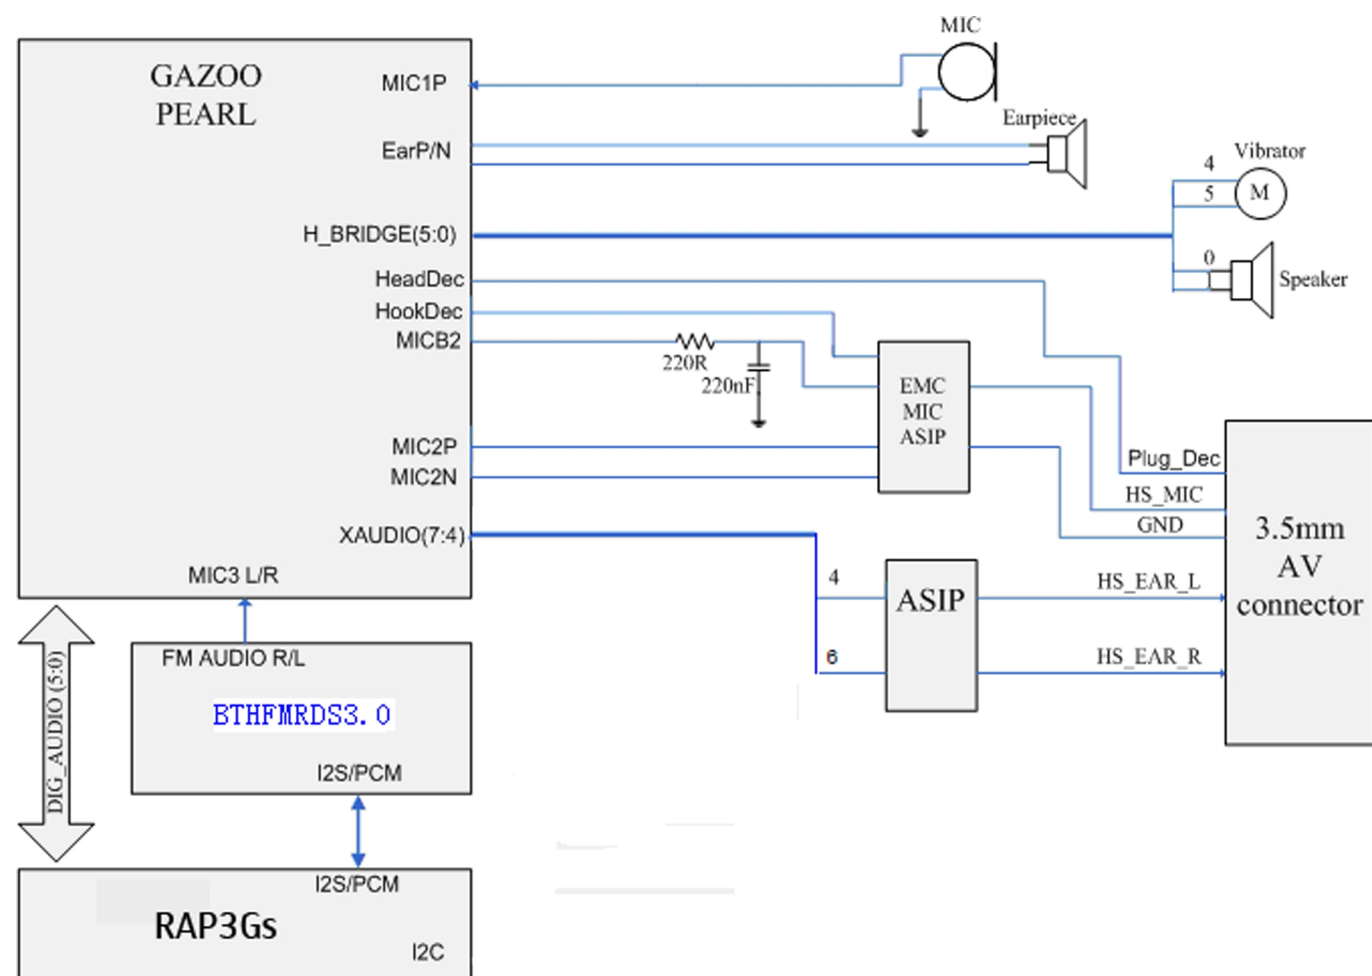 GAZOO
PEARL
MIC1P
EarP/N
H_BRIDGE(5:0)
HeadDec
HookDec
MICB2
MIC2P
MIC2N
XAUDIO(7:4)
MIC3 L/R
MIC
Earpiece
4
5
Vibrator
M
0
Speaker
220R
220nF
EMC
MIC
ASIP
Plug_Dec
HS_MIC
GND
3.5mm
AV
connector
4
6
ASIP
HS_EAR_L
HS_EAR_R
DIG_AUDIO (5:0)
FM AUDIO R/L
BTHFMRDS3.0
I2S/PCM
I2S/PCM
RAP3Gs
I2C